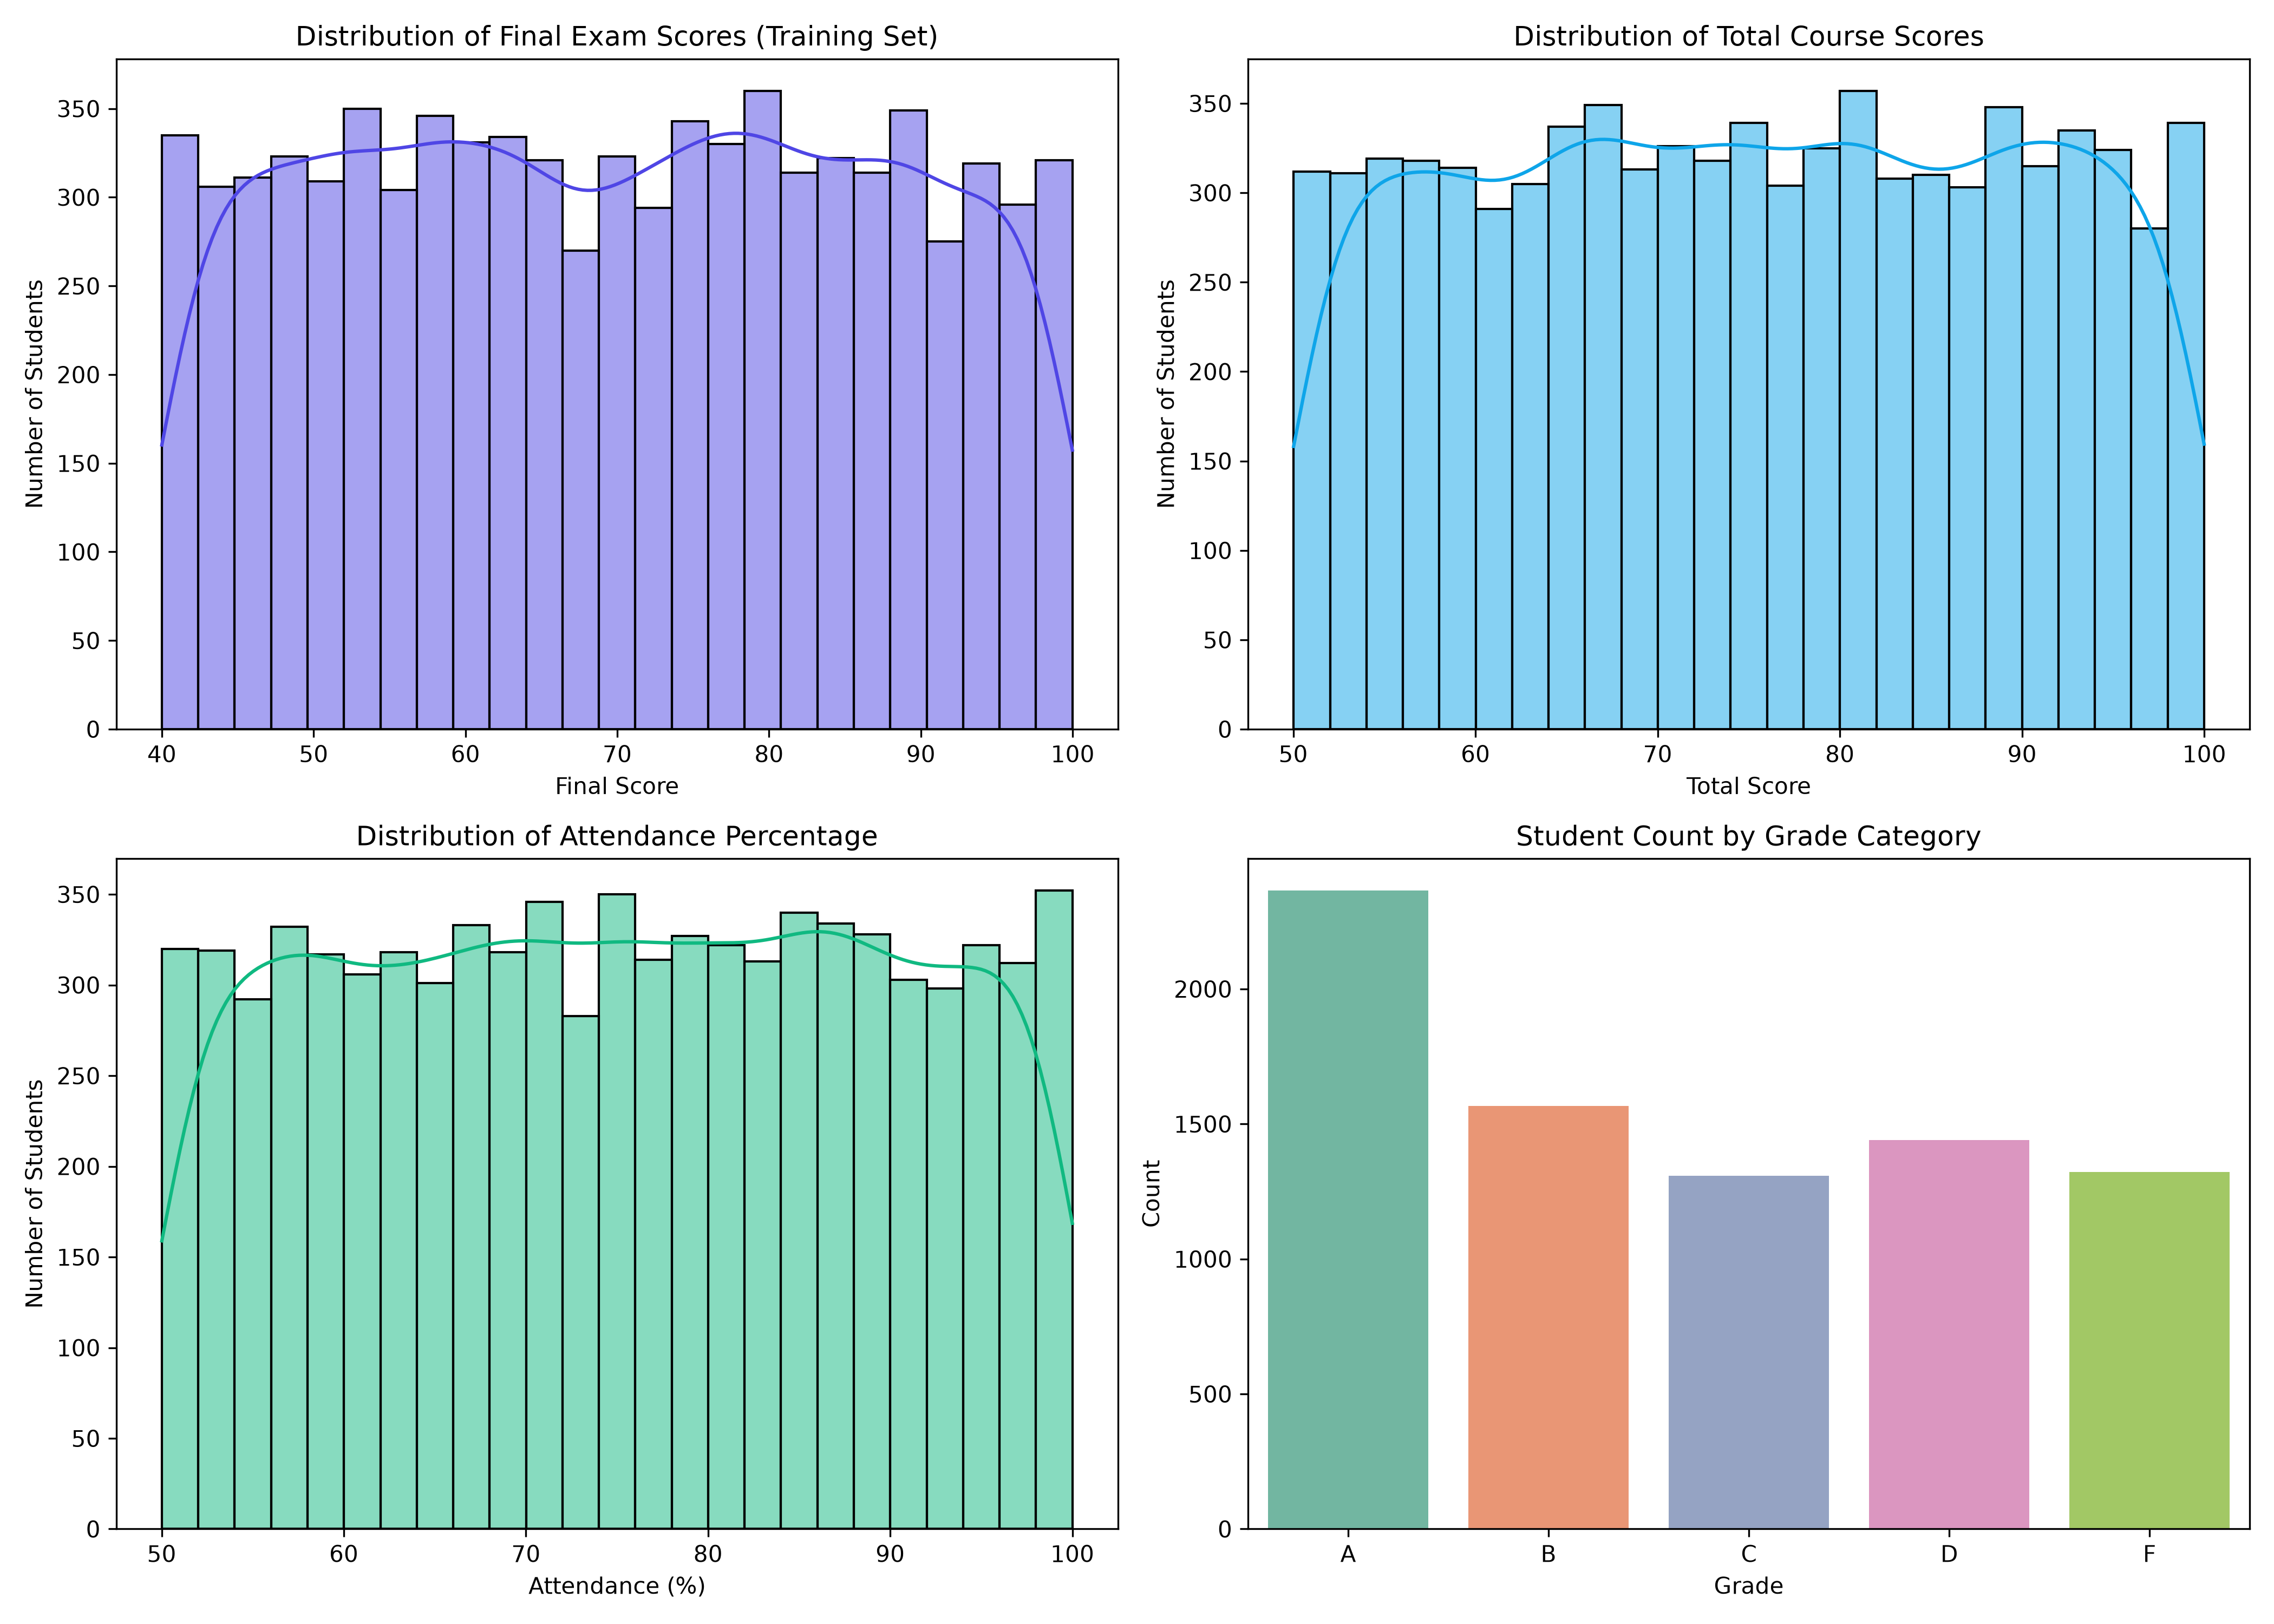 Distribution of Final Exam Scores (Training Set)
Number of Students
350
300
250
200
150
100
50
0
40 50 60 70 80 90 100
Final Score
Distribution of Total Course Scores
Number of Students
350
300
250
200
150
100
50
0
50 60 70 80 90 100
Total Score
Distribution of Attendance Percentage
Number of Students
350
300
250
200
150
100
50
0
50 60 70 80 90 100
Attendance (%)
Student Count by Grade Category
Count
2000
1500
1000
500
0
A B C D F
Grade